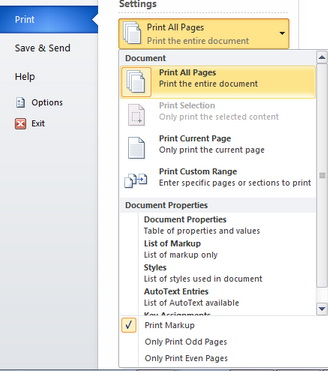 Settings
Print
Print All Pages
Print the entire document
Save & Send
Help
Options
Exit
Document
Print All Pages
Print the entire document
Print Selection
Only print the selected content
Print Current Page
Only print the current page
Print Custom Range
Enter specific pages or sections to print
Document Properties
Document Properties
Table of properties and values
List of Markup
List of markup only
Styles
List of styles used in document
AutoText Entries
List of AutoText available
Key Assignments
Print Markup
Only Print Odd Pages
Only Print Even Pages